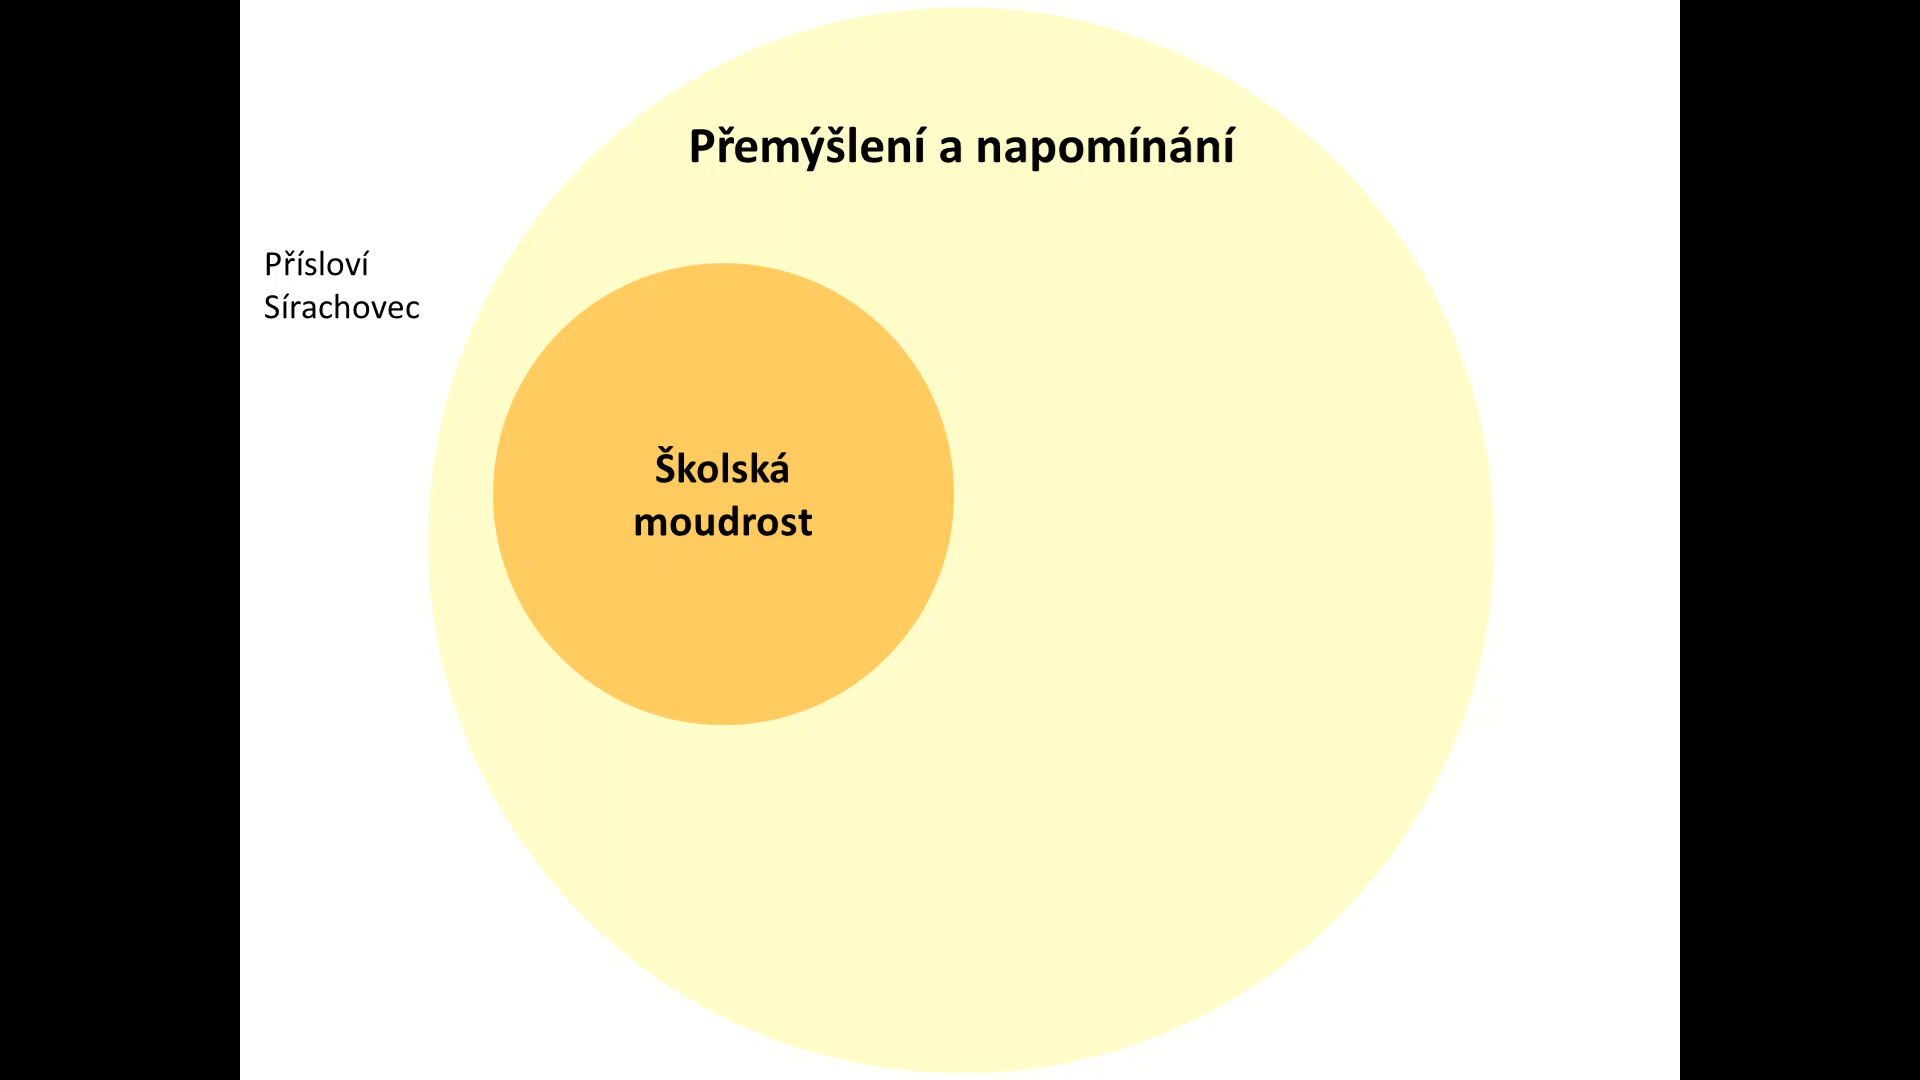 Přemýšlení a napomínání
Přísloví
Sírachovec
Školská
moudrost